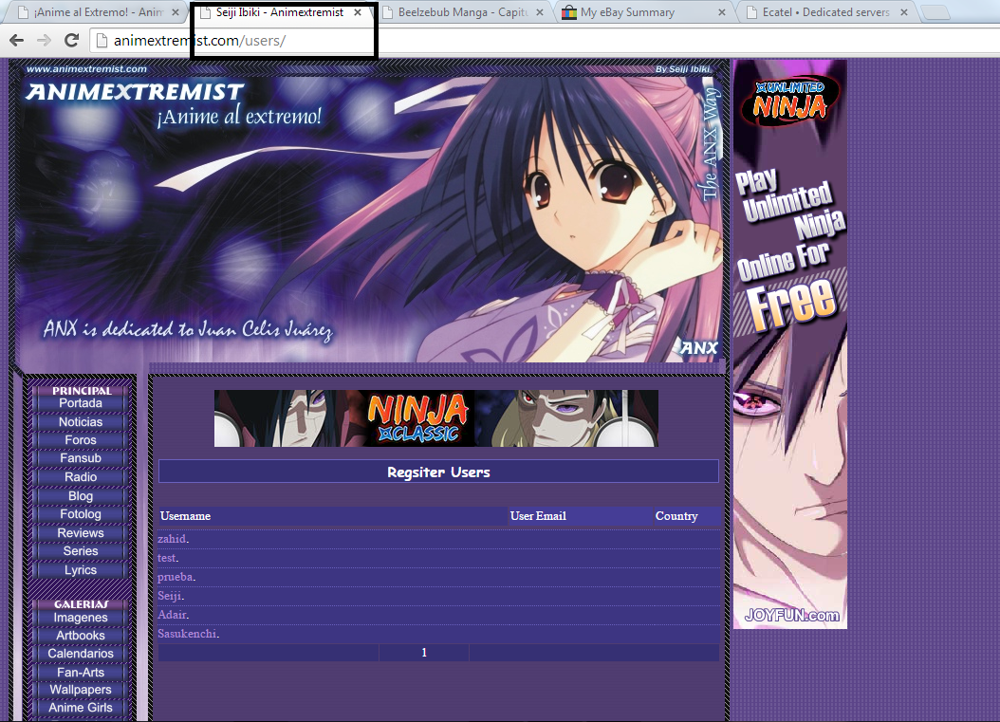 ¡Anime al Extremo! - Anim
Seiji Ibiki - Animextremist
Beelzebub Manga - Capitu
My eBay Summary
Ecatel • Dedicated servers
animextremist.com/users/
www.animextremist.com
By Seiji Ibiki
ANIMEXTREMIST
¡Anime al extremo!
The ANX Way
ANX is dedicated to Juan Celis Juárez
ANX
UNLIMITED
NINJA
Play
Unlimited
Ninja
Online For
Free
JOYFUN.com
PRINCIPAL
Portada
Noticias
Foros
Fansub
Radio
Blog
Fotolog
Reviews
Series
Lyrics
GALERIAS
Imagenes
Artbooks
Calendarios
Fan-Arts
Wallpapers
Anime Girls
NINJA
CLASSIC
Regsiter Users
Username User Email Country
zahid.
test.
prueba.
Seiji.
Adair.
Sasukenchi.
1